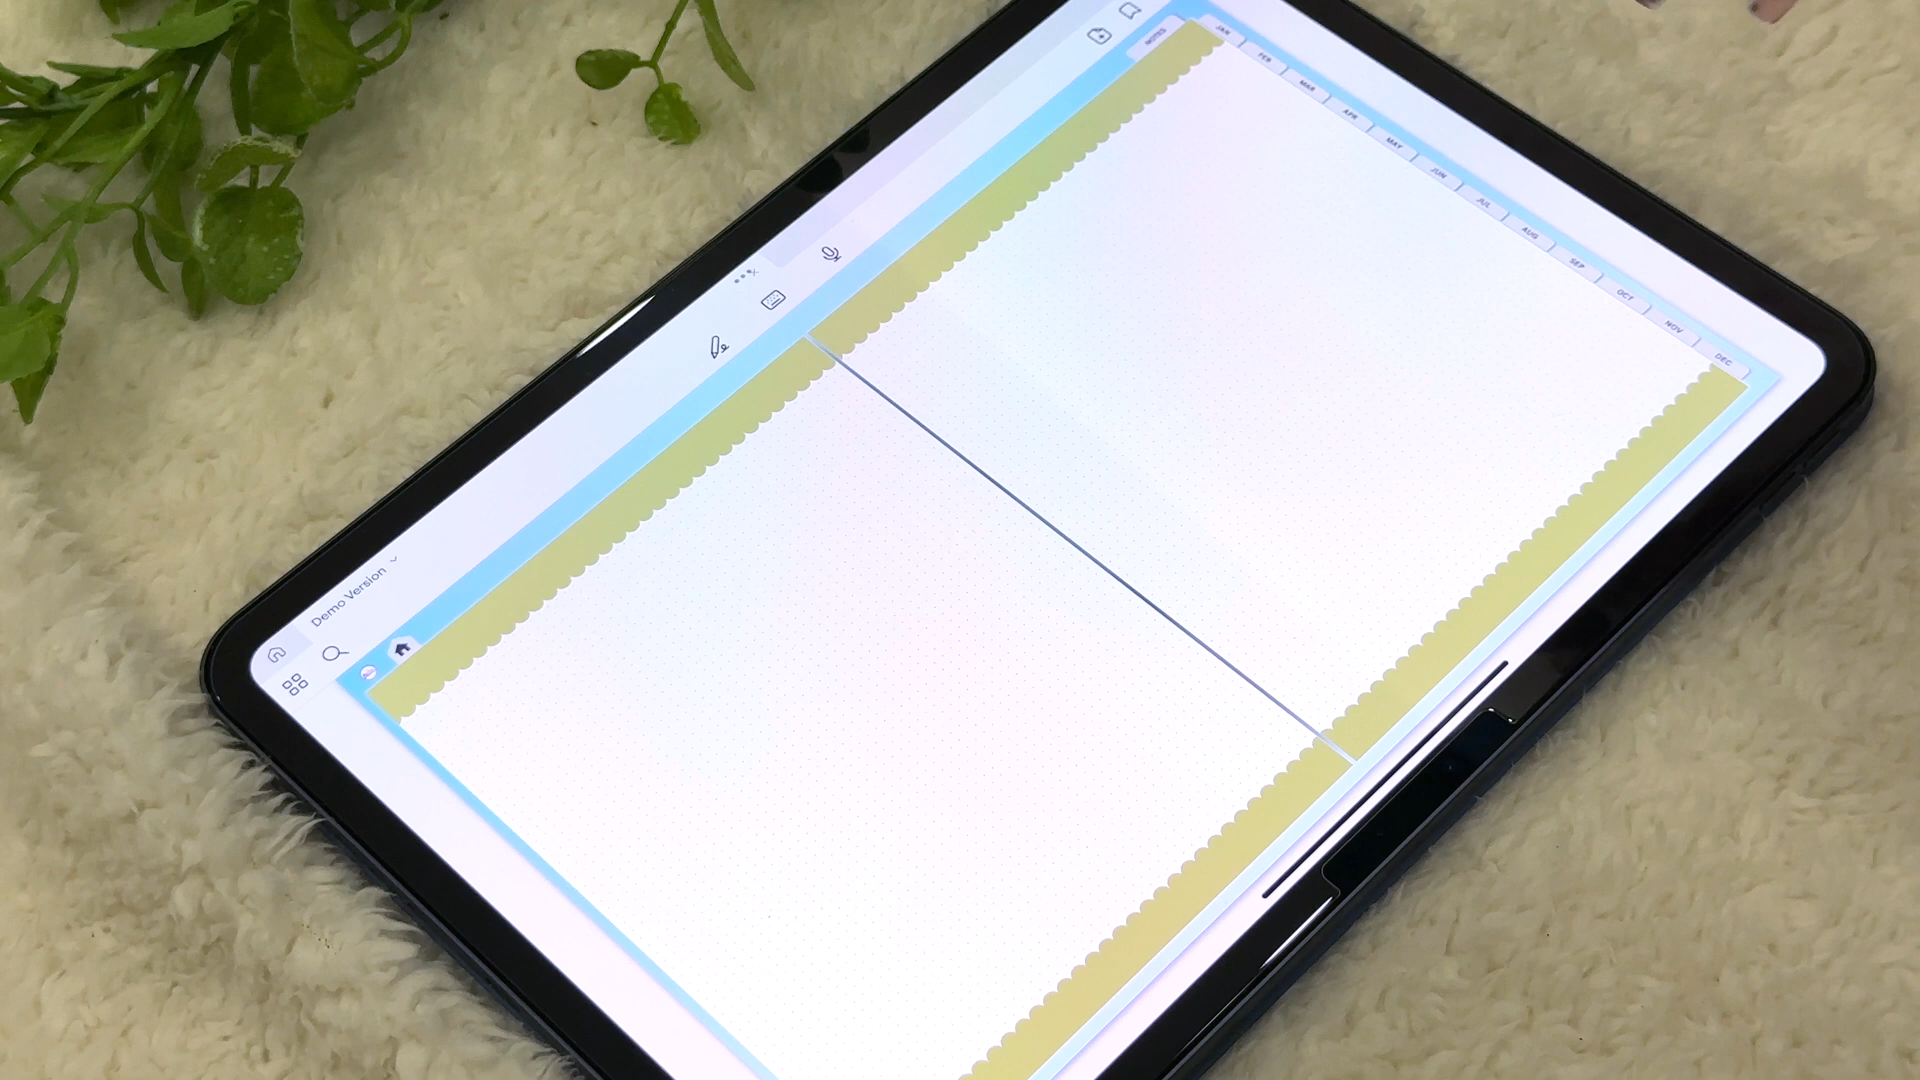 Demo Version
NOTES
JAN
FEB
MAR
APR
MAY
JUN
JUL
AUG
SEP
OCT
NOV
DEC